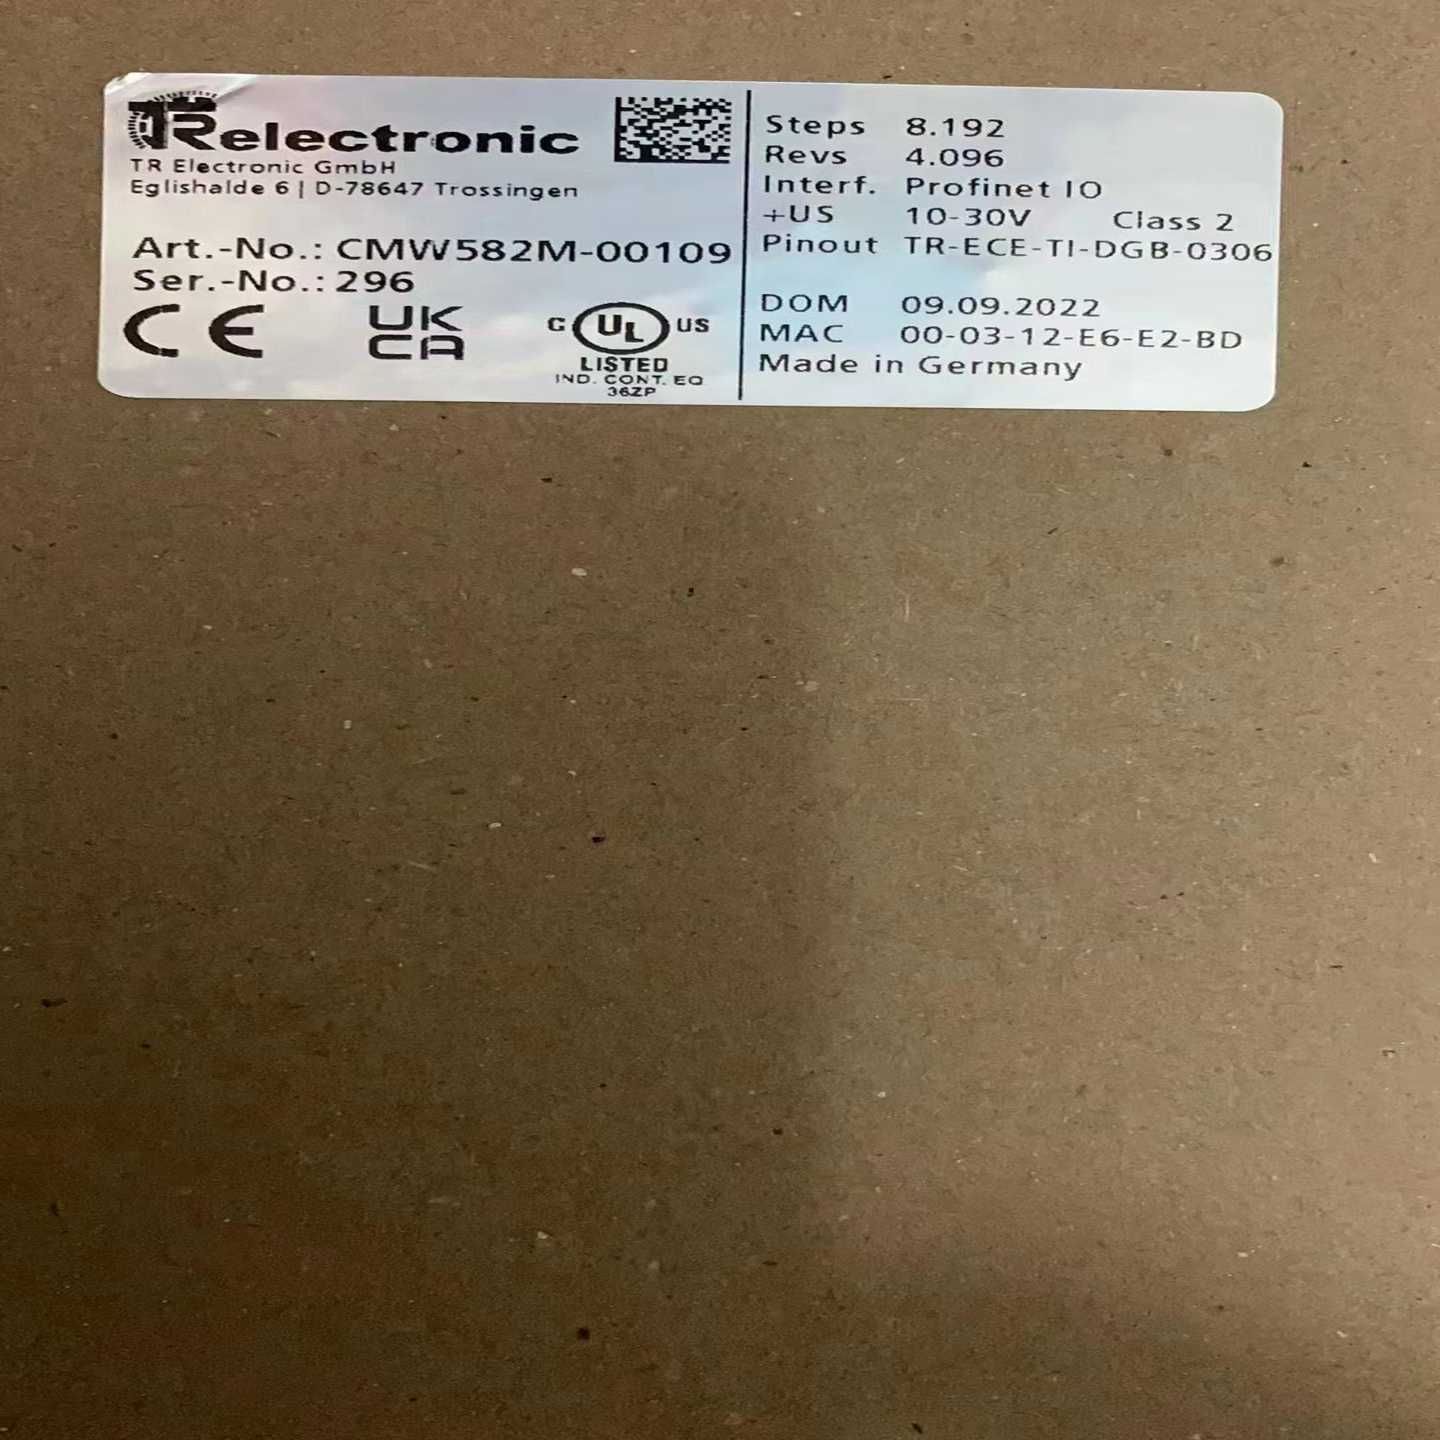 TRelectronic
TR Electronic GmbH
Eglishalde 6 | D-78647 Trossingen
Art.-No.: CMW582M-00109
Ser.-No.: 296
CE
UK
CA
C UL US
LISTED
IND. CONT. EQ
36ZP
Steps 8.192
Revs 4.096
Interf. Profinet IO
+US 10-30V Class 2
Pinout TR-ECE-TI-DGB-0306
DOM 09.09.2022
MAC 00-03-12-E6-E2-BD
Made in Germany